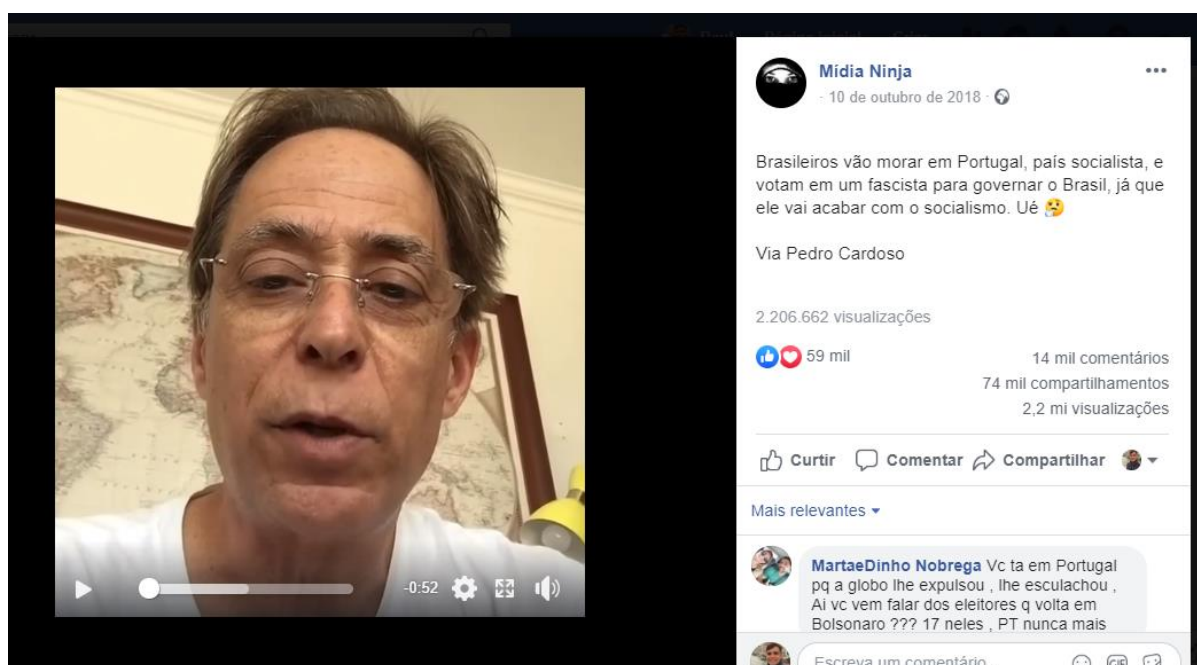 Mídia Ninja
· 10 de outubro de 2018 ·
Brasileiros vão morar em Portugal, país socialista, e
votam em um fascista para governar o Brasil, já que
ele vai acabar com o socialismo. Ué 🤔
Via Pedro Cardoso
2.206.662 visualizações
59 mil
14 mil comentários
74 mil compartilhamentos
2,2 mi visualizações
Curtir Comentar Compartilhar
Mais relevantes
MartaeDinho Nobrega Vc ta em Portugal
pq a globo lhe expulsou , lhe esculachou ,
Ai vc vem falar dos eleitores q volta em
Bolsonaro ??? 17 neles , PT nunca mais
Escreva um comentário...
GIF
-0:52